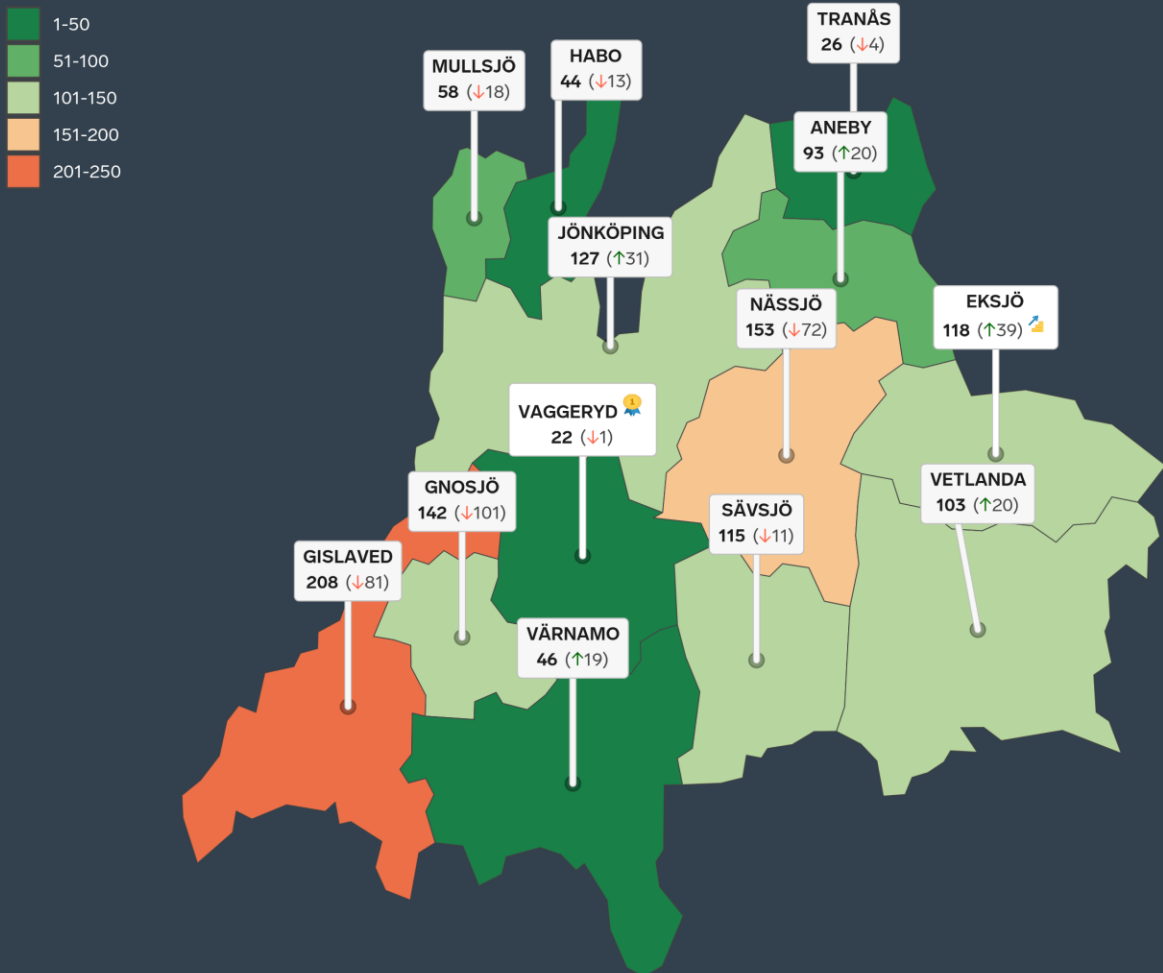 1-50
51-100
101-150
151-200
201-250
TRANÅS
26 (↓4)
HABO
44 (↓13)
MULLSJÖ
58 (↓18)
ANEBY
93 (↑20)
JÖNKÖPING
127 (↑31)
NÄSSJÖ
153 (↓72)
EKSJÖ
118 (↑39)
VAGGERYD 1
22 (↓1)
VETLANDA
103 (↑20)
GNOSJÖ
142 (↓101)
SÄVSJÖ
115 (↓11)
GISLAVED
208 (↓81)
VÄRNAMO
46 (↑19)